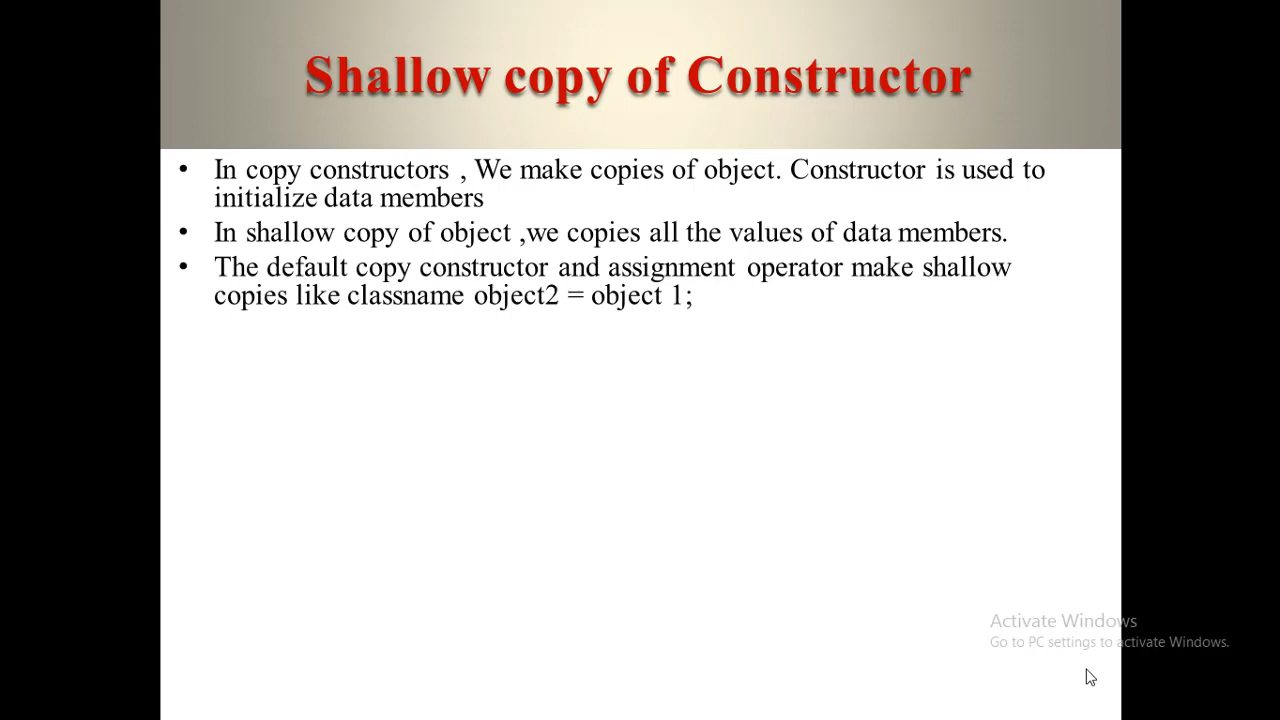 Shallow copy of Constructor
• In copy constructors , We make copies of object. Constructor is used to
initialize data members
• In shallow copy of object ,we copies all the values of data members.
• The default copy constructor and assignment operator make shallow
copies like classname object2 = object 1;
Activate Windows
Go to PC settings to activate Windows.